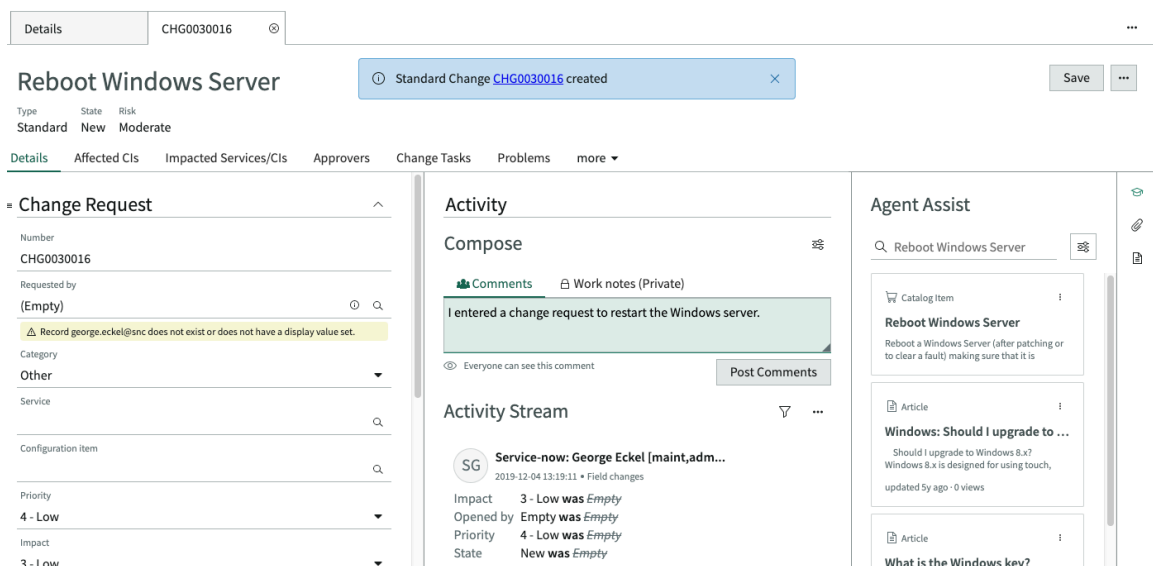 Details
CHG0030016
Reboot Windows Server
Standard Change CHG0030016 created
Save
Type State Risk
Standard New Moderate
Details Affected CIs Impacted Services/CIs Approvers Change Tasks Problems more
Change Request
Number
CHG0030016
Requested by
(Empty)
Record george.eckel@snc does not exist or does not have a display value set.
Category
Other
Service
Configuration item
Priority
4 - Low
Impact
3 - Low
Activity
Compose
Comments Work notes (Private)
I entered a change request to restart the Windows server.
Everyone can see this comment
Post Comments
Activity Stream
SG
Service-now: George Eckel [maint,adm...
2019-12-04 13:19:11 • Field changes
Impact 3 - Low was Empty
Opened by Empty was Empty
Priority 4 - Low was Empty
State New was Empty
Agent Assist
Reboot Windows Server
Catalog Item
Reboot Windows Server
Reboot a Windows Server (after patching or
to clear a fault) making sure that it is
Article
Windows: Should I upgrade to ...
Should I upgrade to Windows 8.x?
Windows 8.x is designed for using touch,
updated 5y ago · 0 views
Article
What is the Windows key?